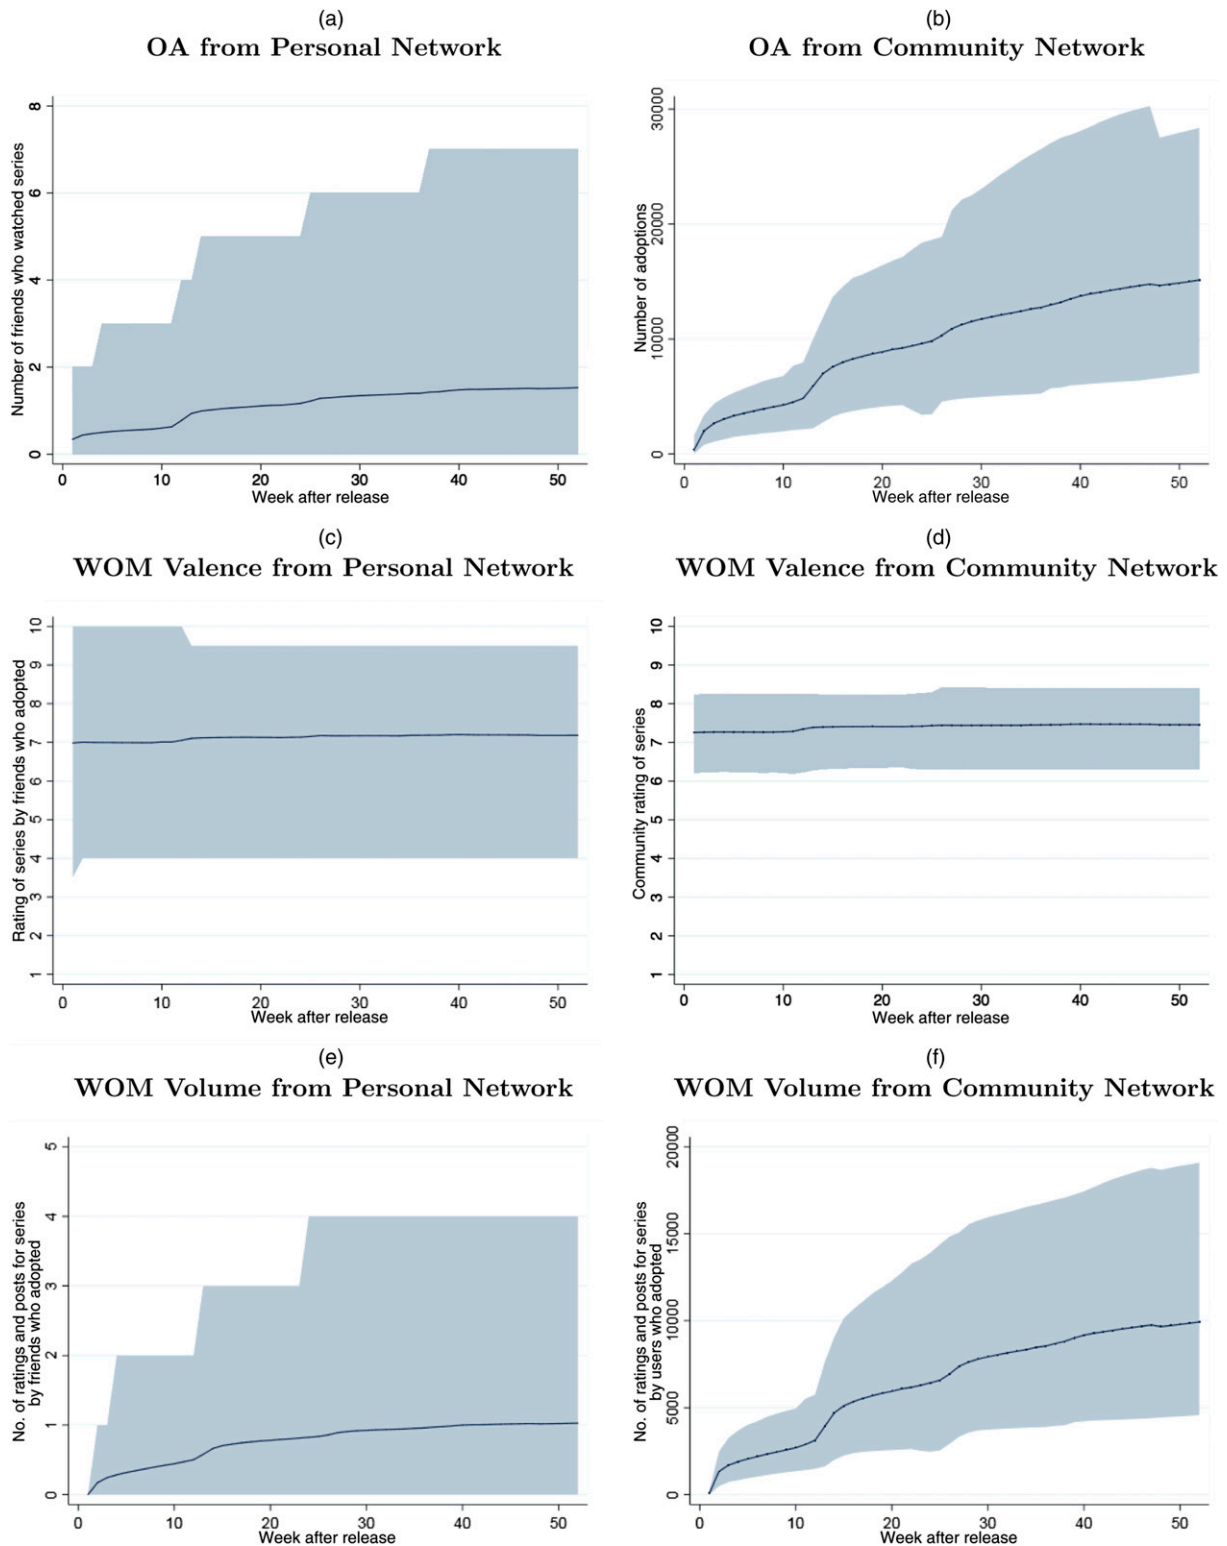 (a)
OA from Personal Network
Number of friends who watched series
8
6
4
2
0
0 10 20 30 40 50
Week after release
(b)
OA from Community Network
Number of adoptions
30000
20000
10000
0
0 10 20 30 40 50
Week after release
(c)
WOM Valence from Personal Network
Rating of series by friends who adopted
10
9
8
7
6
5
4
3
2
1
0 10 20 30 40 50
Week after release
(d)
WOM Valence from Community Network
Community rating of series
10
9
8
7
6
5
4
3
2
1
0 10 20 30 40 50
Week after release
(e)
WOM Volume from Personal Network
No. of ratings and posts for series
by friends who adopted
5
4
3
2
1
0
0 10 20 30 40 50
Week after release
(f)
WOM Volume from Community Network
No. of ratings and posts for series
by users who adopted
20000
15000
10000
5000
0
0 10 20 30 40 50
Week after release